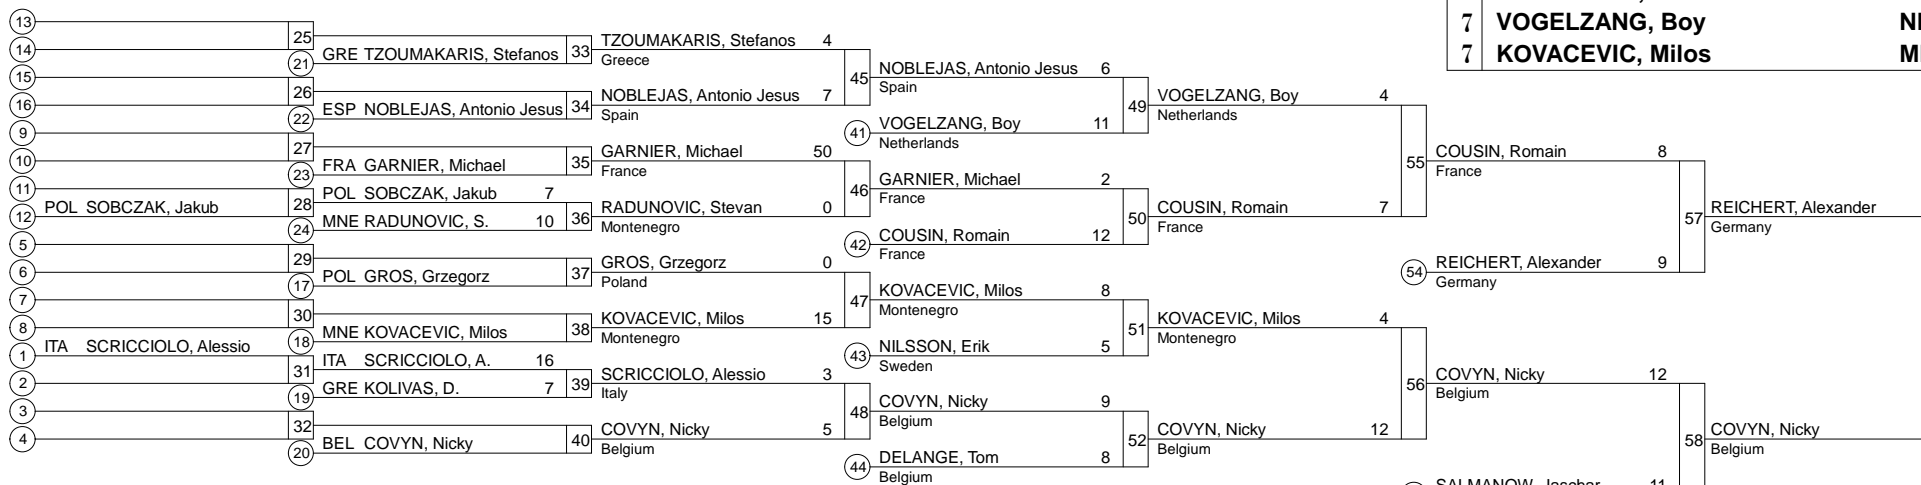 7 VOGELZANG, Boy
7 KOVACEVIC, Milos
13
14
15
16
9
10
11
12 POL SOBCZAK, Jakub
5
6
7
8
1 ITA SCRICCIOLO, Alessio
2
3
4
25
21 GRE TZOUMAKARIS, Stefanos 33
26
22 ESP NOBLEJAS, Antonio Jesus 34
27
23 FRA GARNIER, Michael 35
28 POL SOBCZAK, Jakub 7
24 MNE RADUNOVIC, S. 10 36
29
17 POL GROS, Grzegorz 37
30
18 MNE KOVACEVIC, Milos 38
31 ITA SCRICCIOLO, A. 16
19 GRE KOLIVAS, D. 7 39
32
20 BEL COVYN, Nicky 40
TZOUMAKARIS, Stefanos 4
Greece
45
NOBLEJAS, Antonio Jesus 7
Spain
GARNIER, Michael 50
France
46
RADUNOVIC, Stevan 0
Montenegro
GROS, Grzegorz 0
Poland
47
KOVACEVIC, Milos 15
Montenegro
SCRICCIOLO, Alessio 3
Italy
48
COVYN, Nicky 5
Belgium
NOBLEJAS, Antonio Jesus 6
Spain
49
41 VOGELZANG, Boy 11
Netherlands
GARNIER, Michael 2
France
50
42 COUSIN, Romain 12
France
KOVACEVIC, Milos 8
Montenegro
51
43 NILSSON, Erik 5
Sweden
COVYN, Nicky 9
Belgium
52
44 DELANGE, Tom 8
Belgium
VOGELZANG, Boy 4
Netherlands
55
COUSIN, Romain 7
France
KOVACEVIC, Milos 4
Montenegro
56
COVYN, Nicky 12
Belgium
COUSIN, Romain 8
France
57
54 REICHERT, Alexander 9
Germany
COVYN, Nicky 12
Belgium
58
REICHERT, Alexander
Germany
COVYN, Nicky
Belgium